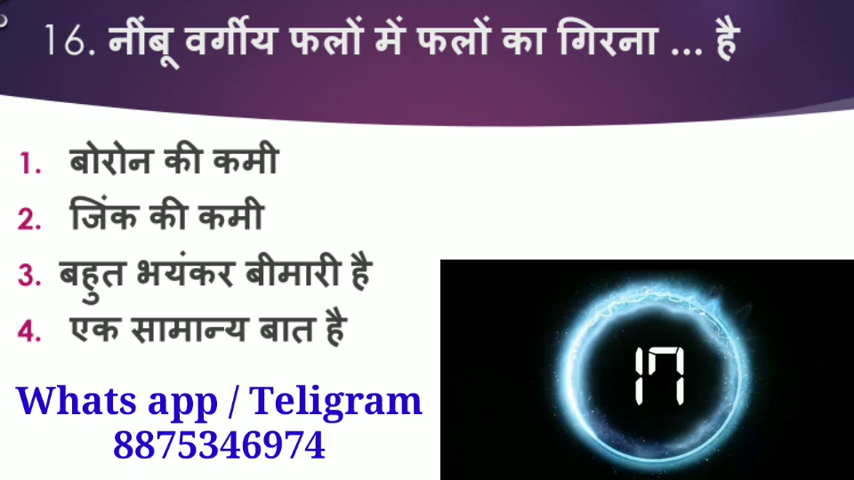 16. नींबू वर्गीय फलों में फलों का गिरना ... है
1. बोरोन की कमी
2. जिंक की कमी
3. बहुत भयंकर बीमारी है
4. एक सामान्य बात है
Whats app / Teligram
8875346974
17